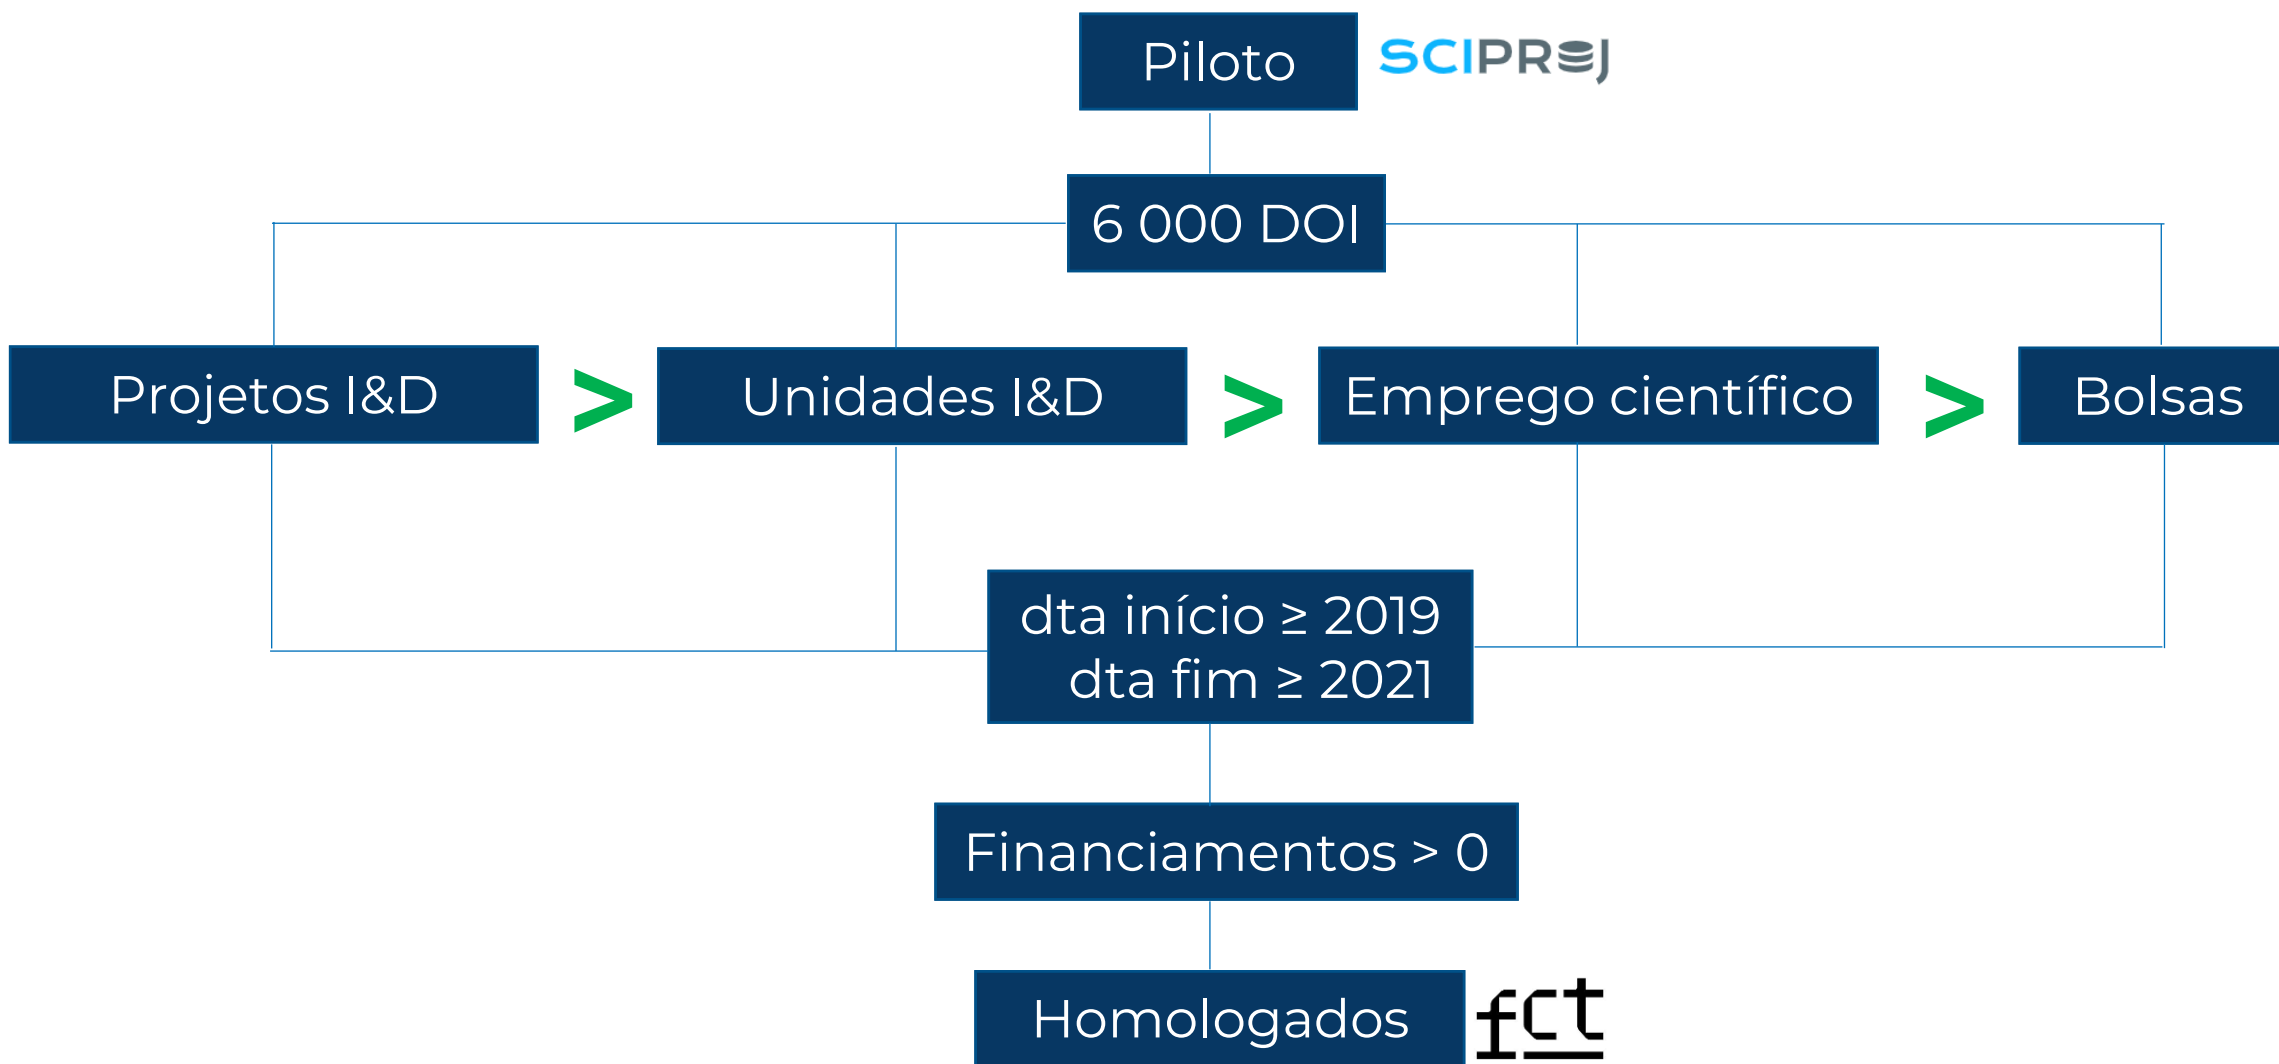 Piloto
SCIPROJ
6 000 DOI
Projetos I&D > Unidades I&D > Emprego científico > Bolsas
dta início ≥ 2019
dta fim ≥ 2021
Financiamentos > 0
Homologados
fct